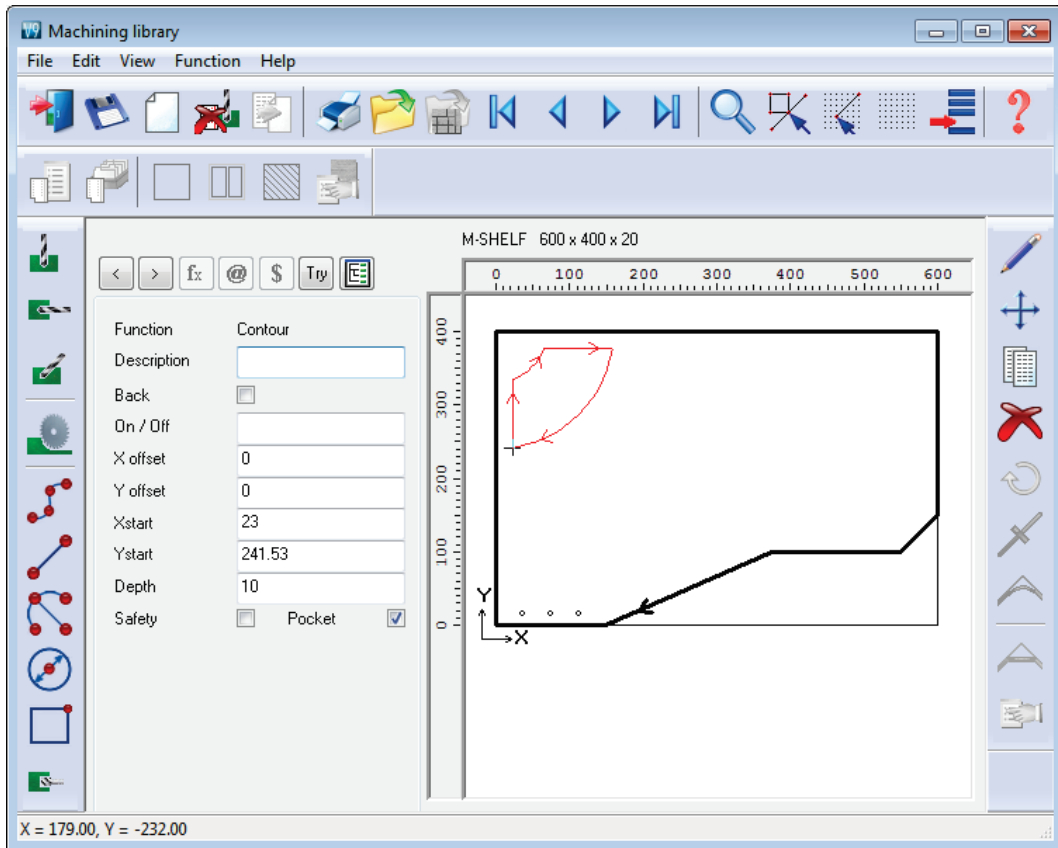 V9 Machining library
File Edit View Function Help
M-SHELF 600 x 400 x 20
< > fx @ $ Try E
0 100 200 300 400 500 600
Function Contour
Description
Back
On / Off
X offset 0
Y offset 0
Xstart 23
Ystart 241.53
Depth 10
Safety Pocket
400
300
200
100
0
Y
X
X = 179.00, Y = -232.00